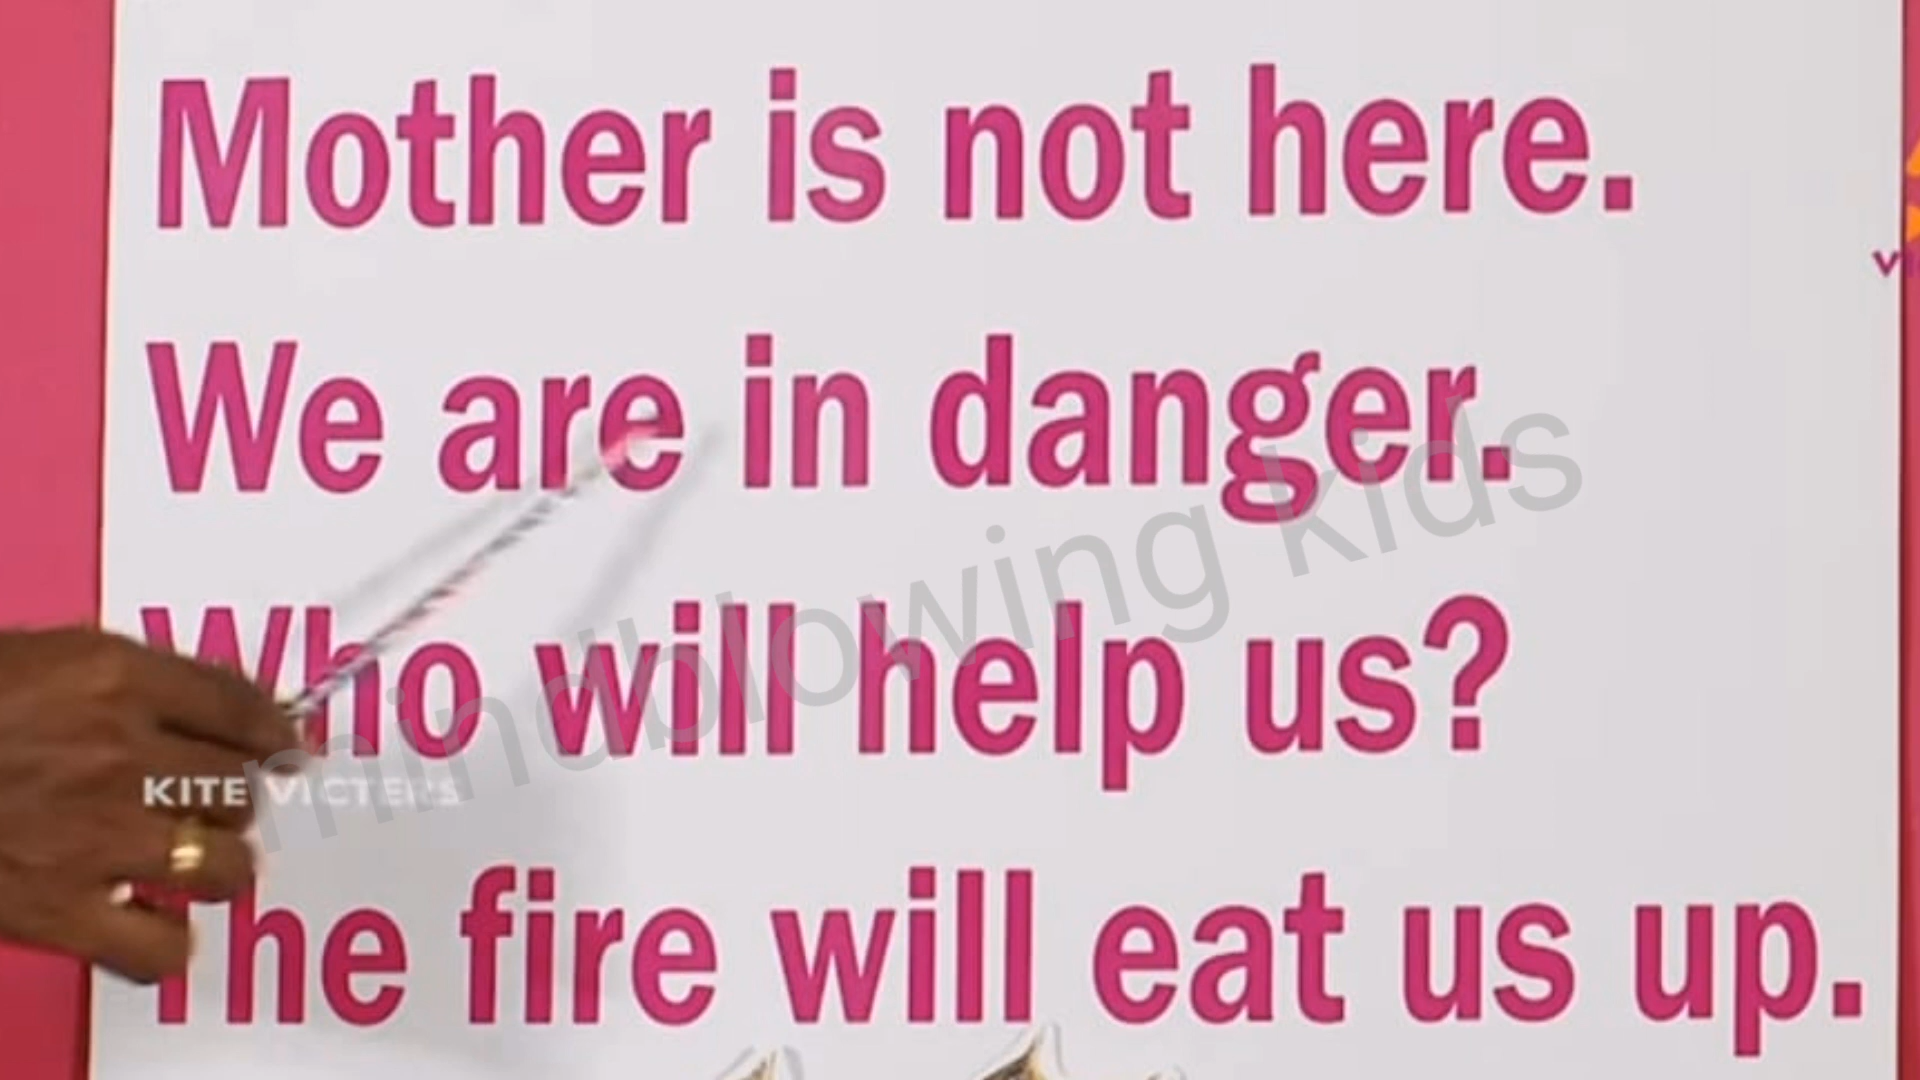 Mother is not here.
We are in danger.
Who will help us?
KITE VICTERS
The fire will eat us up.
mindblowing kids